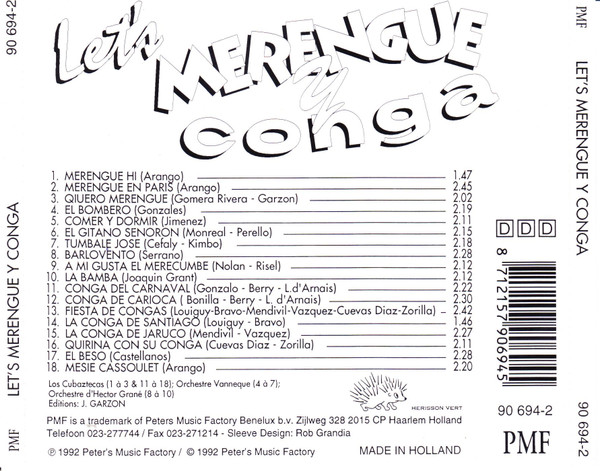 90 694-2
LET'S MERENGUE Y CONGA
PMF
Let's
MERENGUE
y
conga
1. MERENGUE HI (Arango) 1.47
2. MERENGUE EN PARIS (Arango) 2.45
3. QIUERO MERENGUE (Gomera Rivera - Garzon) 2.02
4. EL BOMBERO (Gonzales) 2.19
5. COMER Y DORMIR (Jimenez) 2.11
6. EL GITANO SENORON (Monreal - Perello) 2.15
7. TUMBALE JOSE (Cefaly - Kimbo) 2.18
8. BARLOVENTO (Serrano) 2.28
9. A MI GUSTA EL MERECUMBE (Nolan - Risel) 2.12
10. LA BAMBA (Joaquin Grant) 2.12
11. CONGA DEL CARNAVAL (Gonzalo - Berry - L.d'Arnais) 2.22
12. CONGA DE CARIOCA ( Bonilla - Berry - L. d'Arnais) 2.30
13. FIESTA DE CONGAS (Louiguy-Bravo-Mendivil-Vazquez-Cuevas Diaz-Zorilla) - 2.42
14. LA CONGA DE SANTIAGO (Louiguy - Bravo) 1.46
15. LA CONGA DE JARUCO (Mendivil - Vazquez) 2.27
16. QUIRINA CON SU CONGA (Cuevas Diaz - Zorilla) 2.11
17. EL BESO (Castellanos) 2.28
18. MESIE CASSOULET (Arango) 2.20
Los Cubaztecas (1 à 3 & 11 à 18); Orchestre Vanneque (4 à 7);
Orchestre d'Hector Grané (8 à 10)
Editions: J. GARZON
HERISSON VERT
PMF is a trademark of Peters Music Factory Benelux b.v. Zijlweg 328 2015 CP Haarlem Holland
Telefoon 023-277744 / Fax 023-271214 - Sleeve Design: Rob Grandia
℗ 1992 Peter's Music Factory/ © 1992 Peter's Music Factory. MADE IN HOLLAND
DDD
8 712157 906945
90 694-2
PMF
PMF
LET'S MERENGUE Y CONGA
90 694-2